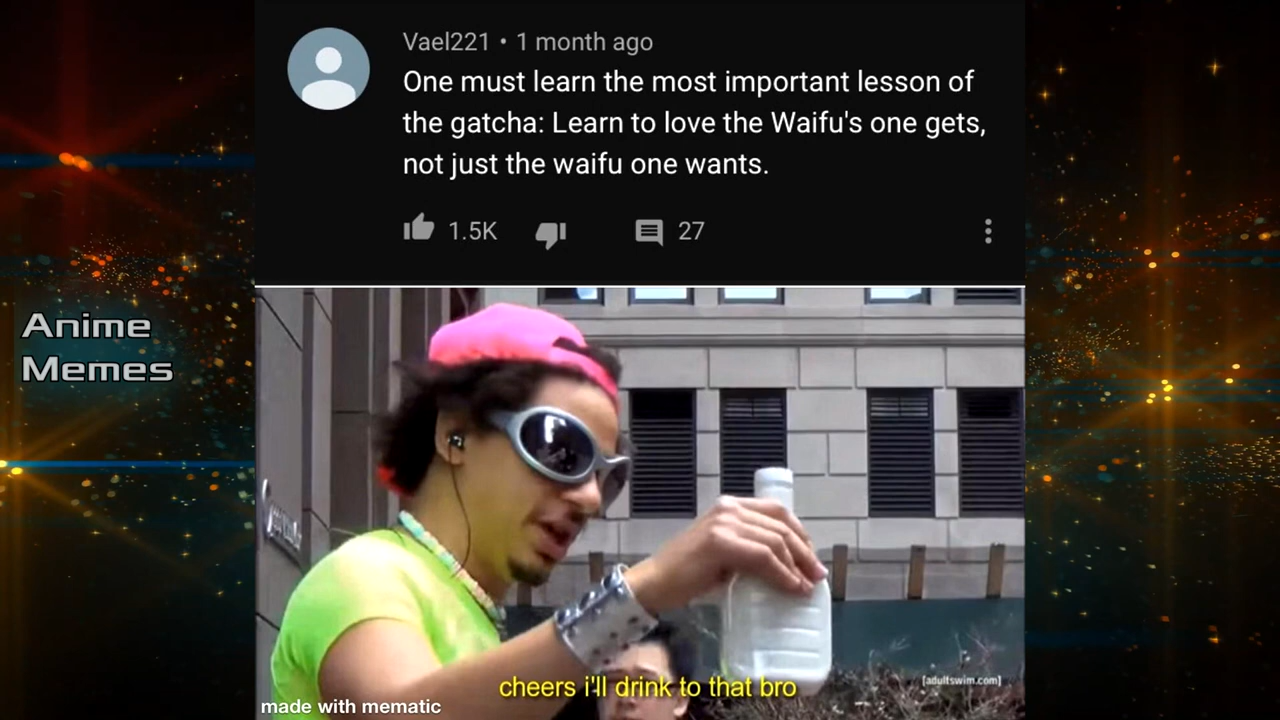 Vael221 • 1 month ago
One must learn the most important lesson of
the gatcha: Learn to love the Waifu's one gets,
not just the waifu one wants.
1.5K
27
Anime
Memes
cheers i'll drink to that bro
[adultswim.com]
made with mematic